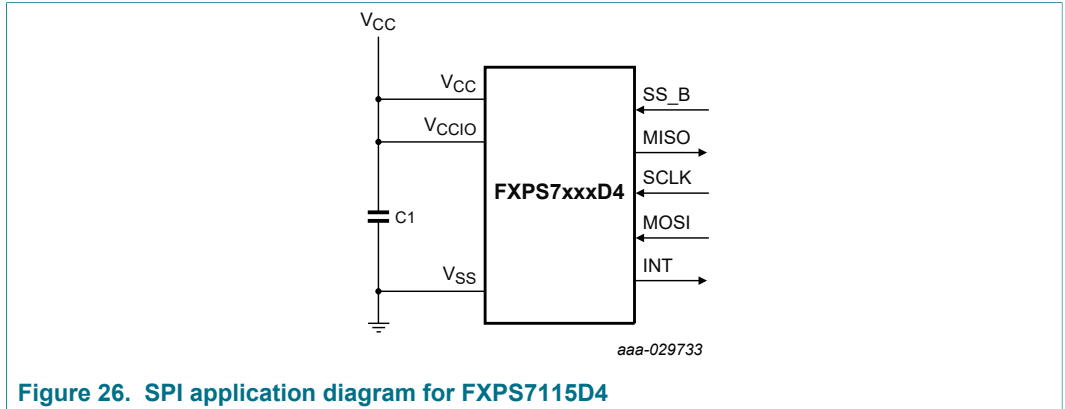 VCC
VCC
SS_B
VCCIO
MISO
SCLK
FXPS7xxxD4
C1
MOSI
VSS
INT
aaa-029733
Figure 26. SPI application diagram for FXPS7115D4